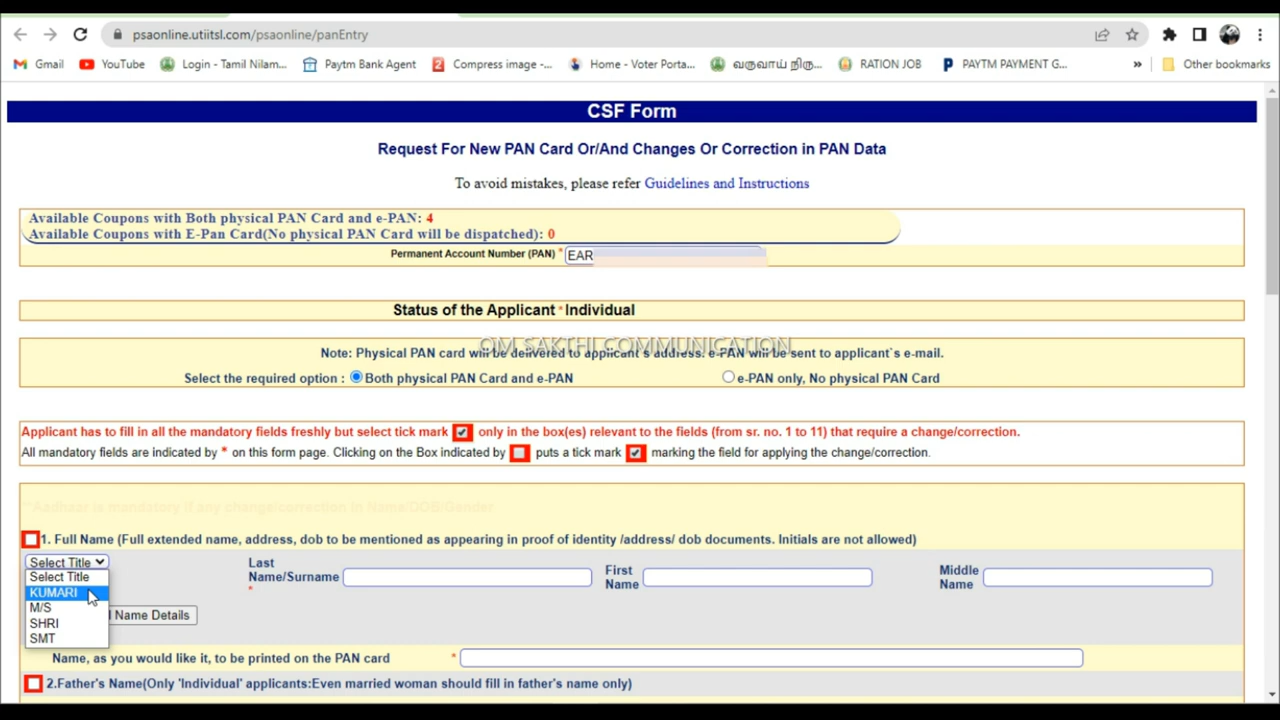 psaonline.utiitsl.com/psaonline/panEntry
Gmail YouTube Login - Tamil Nilam... Paytm Bank Agent Compress image -... Home - Voter Porta... வருவாய் நிரு... RATION JOB PAYTM PAYMENT G... » Other bookmarks
CSF Form
Request For New PAN Card Or/And Changes Or Correction in PAN Data
To avoid mistakes, please refer Guidelines and Instructions
Available Coupons with Both physical PAN Card and e-PAN: 4
Available Coupons with E-Pan Card(No physical PAN Card will be dispatched): 0
Permanent Account Number (PAN) * EAR
Status of the Applicant * Individual
OM SAKTHI COMMUNICATION
Note: Physical PAN card will be delivered to applicant`s address. e-PAN will be sent to applicant`s e-mail.
Select the required option : Both physical PAN Card and e-PAN e-PAN only, No physical PAN Card
Applicant has to fill in all the mandatory fields freshly but select tick mark only in the box(es) relevant to the fields (from sr. no. 1 to 11) that require a change/correction.
All mandatory fields are indicated by * on this form page. Clicking on the Box indicated by puts a tick mark marking the field for applying the change/correction.
**Aadhaar is mandatory if any change/correction in Name/DOB/Gender
1. Full Name (Full extended name, address, dob to be mentioned as appearing in proof of identity /address/ dob documents. Initials are not allowed)
Select Title
Last Name/Surname *
First Name
Middle Name
Select Title
KUMARI
M/S
SHRI
SMT
Name Details
Name, as you would like it, to be printed on the PAN card *
2.Father's Name(Only 'Individual' applicants:Even married woman should fill in father's name only)